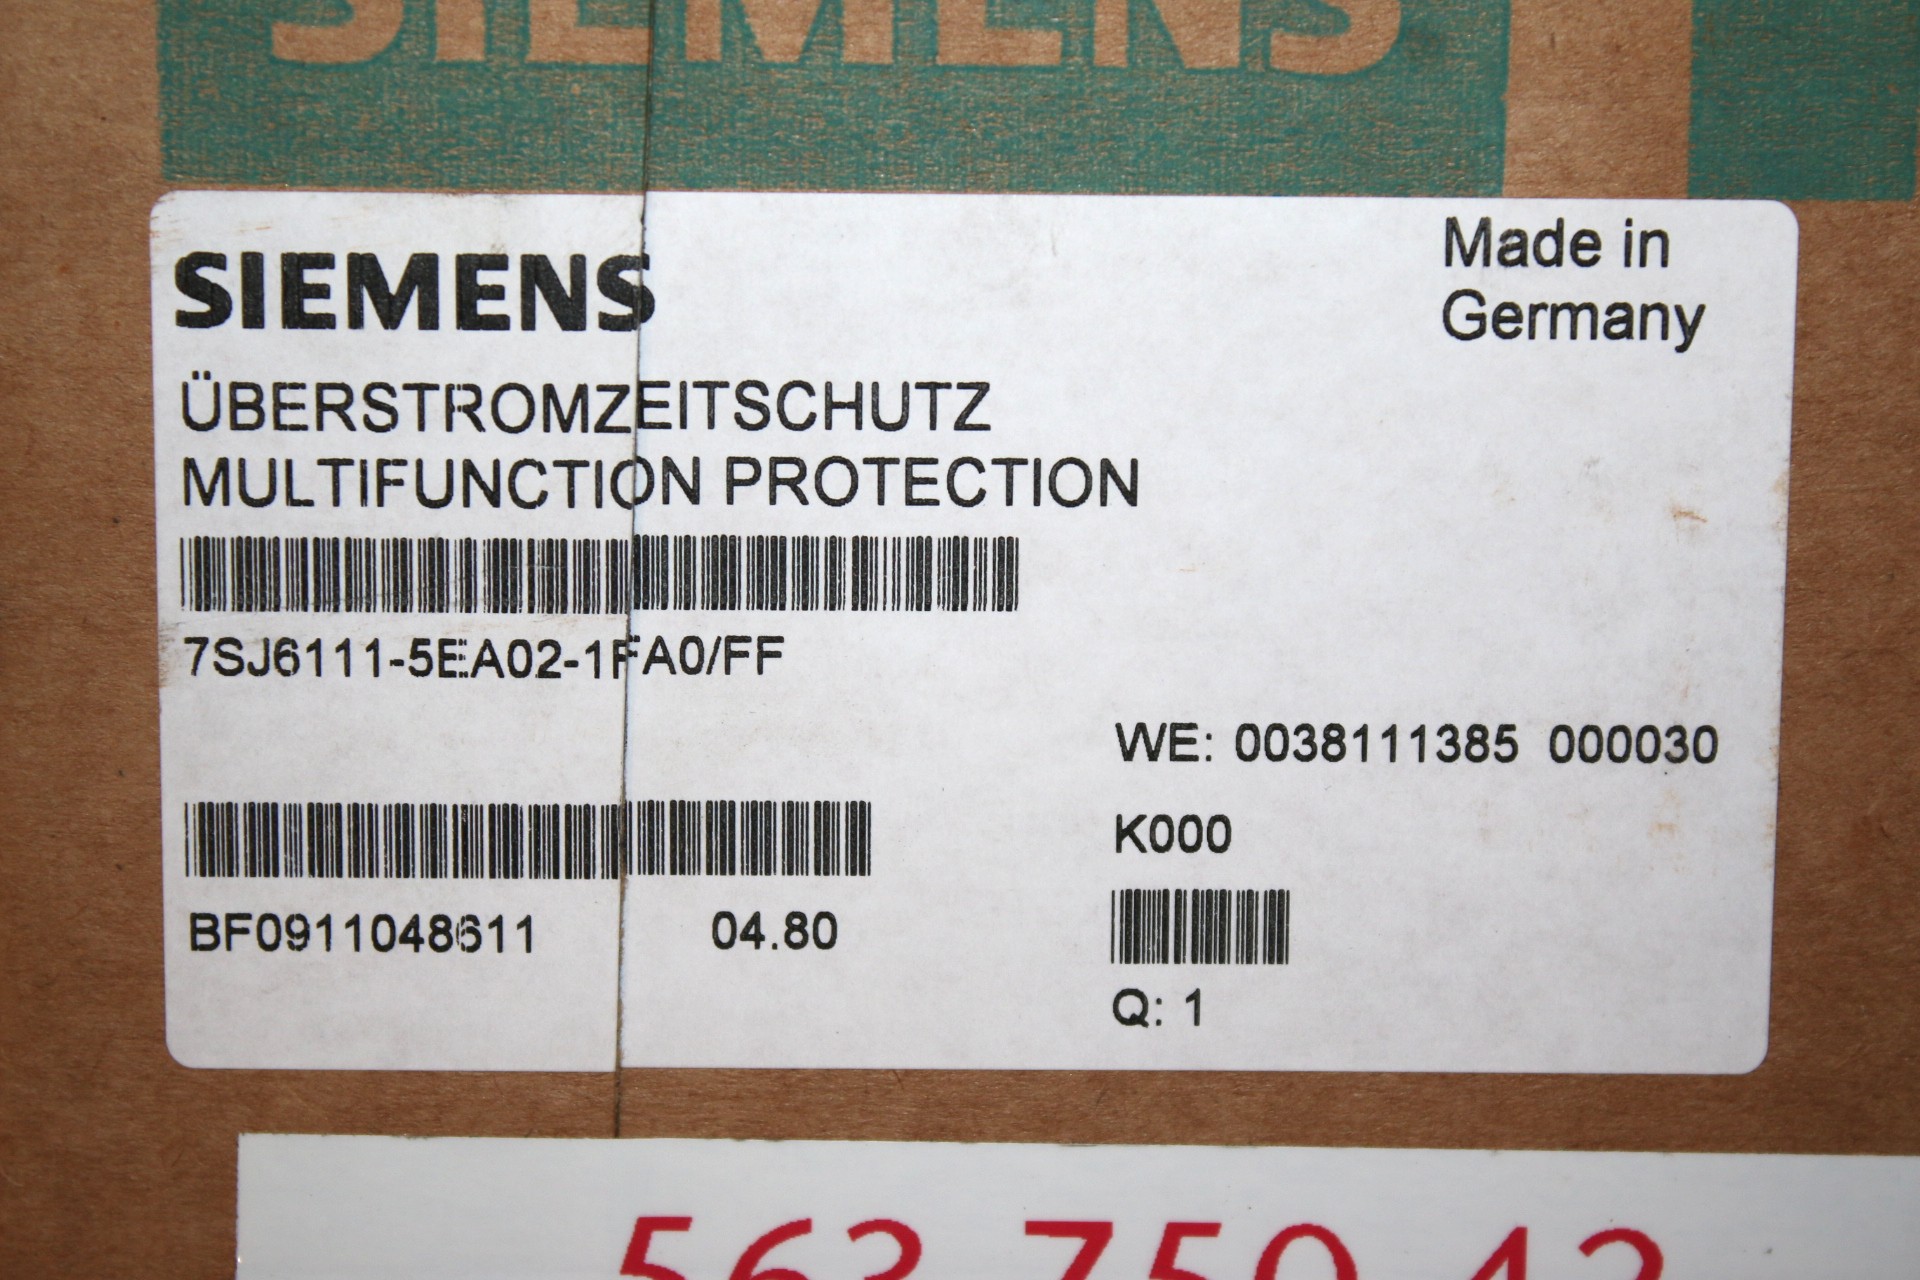 SIEMENS
SIEMENS
Made in
Germany
ÜBERSTROMZEITSCHUTZ
MULTIFUNCTION PROTECTION
7SJ6111-5EA02-1FA0/FF
WE: 0038111385 000030
K000
BF0911048611 04.80
Q: 1